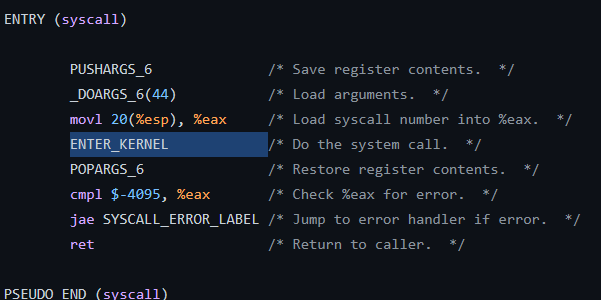 ENTRY (syscall)
PUSHARGS_6 /* Save register contents. */
_DOARGS_6(44) /* Load arguments. */
movl 20(%esp), %eax /* Load syscall number into %eax. */
ENTER_KERNEL /* Do the system call. */
POPARGS_6 /* Restore register contents. */
cmpl $-4095, %eax /* Check %eax for error. */
jae SYSCALL_ERROR_LABEL /* Jump to error handler if error. */
ret /* Return to caller. */
PSEUDO_END (syscall)